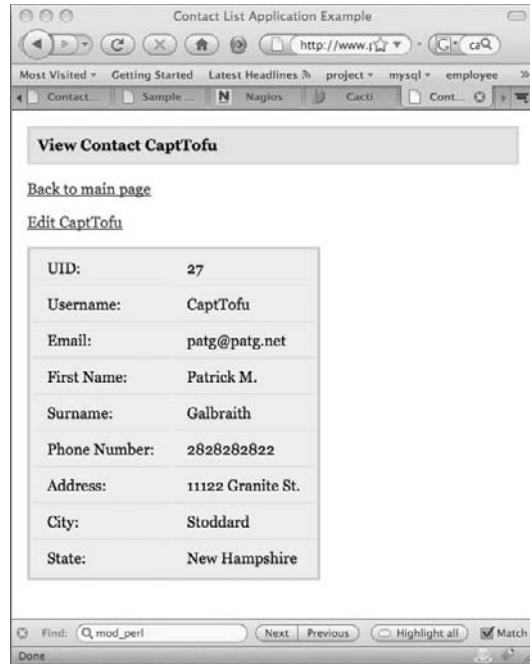 Contact List Application Example
http://www.p
G
caQ
Most Visited
Getting Started
Latest Headlines
project
mysql
employee
Contact...
Sample ...
N
Nagios
Cacti
Cont...
View Contact CaptTofu
Back to main page
Edit CaptTofu
UID: 27
Username: CaptTofu
Email: patg@patg.net
First Name: Patrick M.
Surname: Galbraith
Phone Number: 2828282822
Address: 11122 Granite St.
City: Stoddard
State: New Hampshire
Find: mod_perl Next Previous Highlight all Match
Done